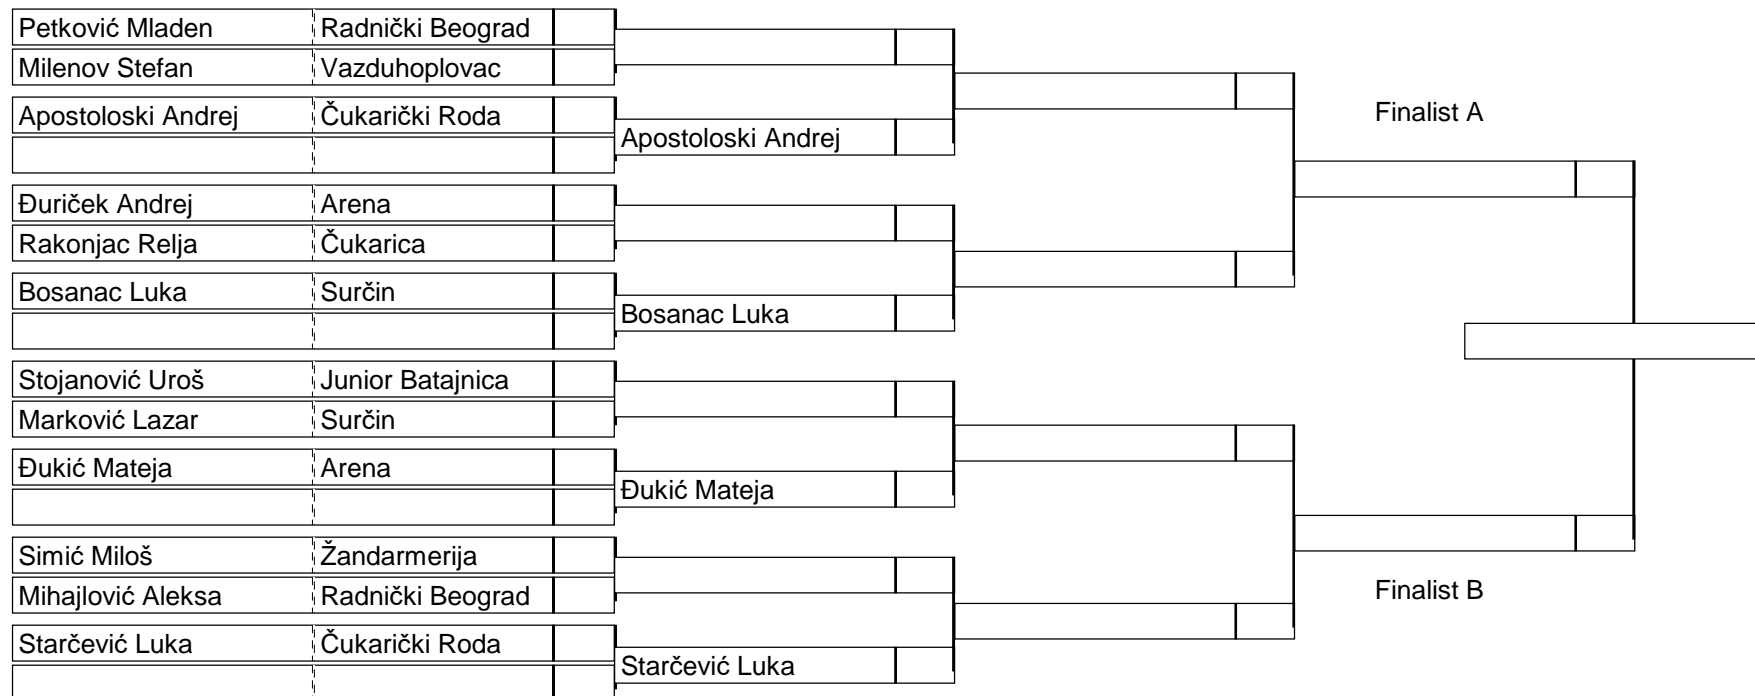 Petković Mladen Radnički Beograd
Milenov Stefan Vazduhoplovac
Apostoloski Andrej Čukarički Roda
Apostoloski Andrej
Finalist A
Đuriček Andrej Arena
Rakonjac Relja Čukarica
Bosanac Luka Surčin
Bosanac Luka
Stojanović Uroš Junior Batajnica
Marković Lazar Surčin
Đukić Mateja Arena
Đukić Mateja
Simić Miloš Žandarmerija
Mihajlović Aleksa Radnički Beograd
Finalist B
Starčević Luka Čukarički Roda
Starčević Luka